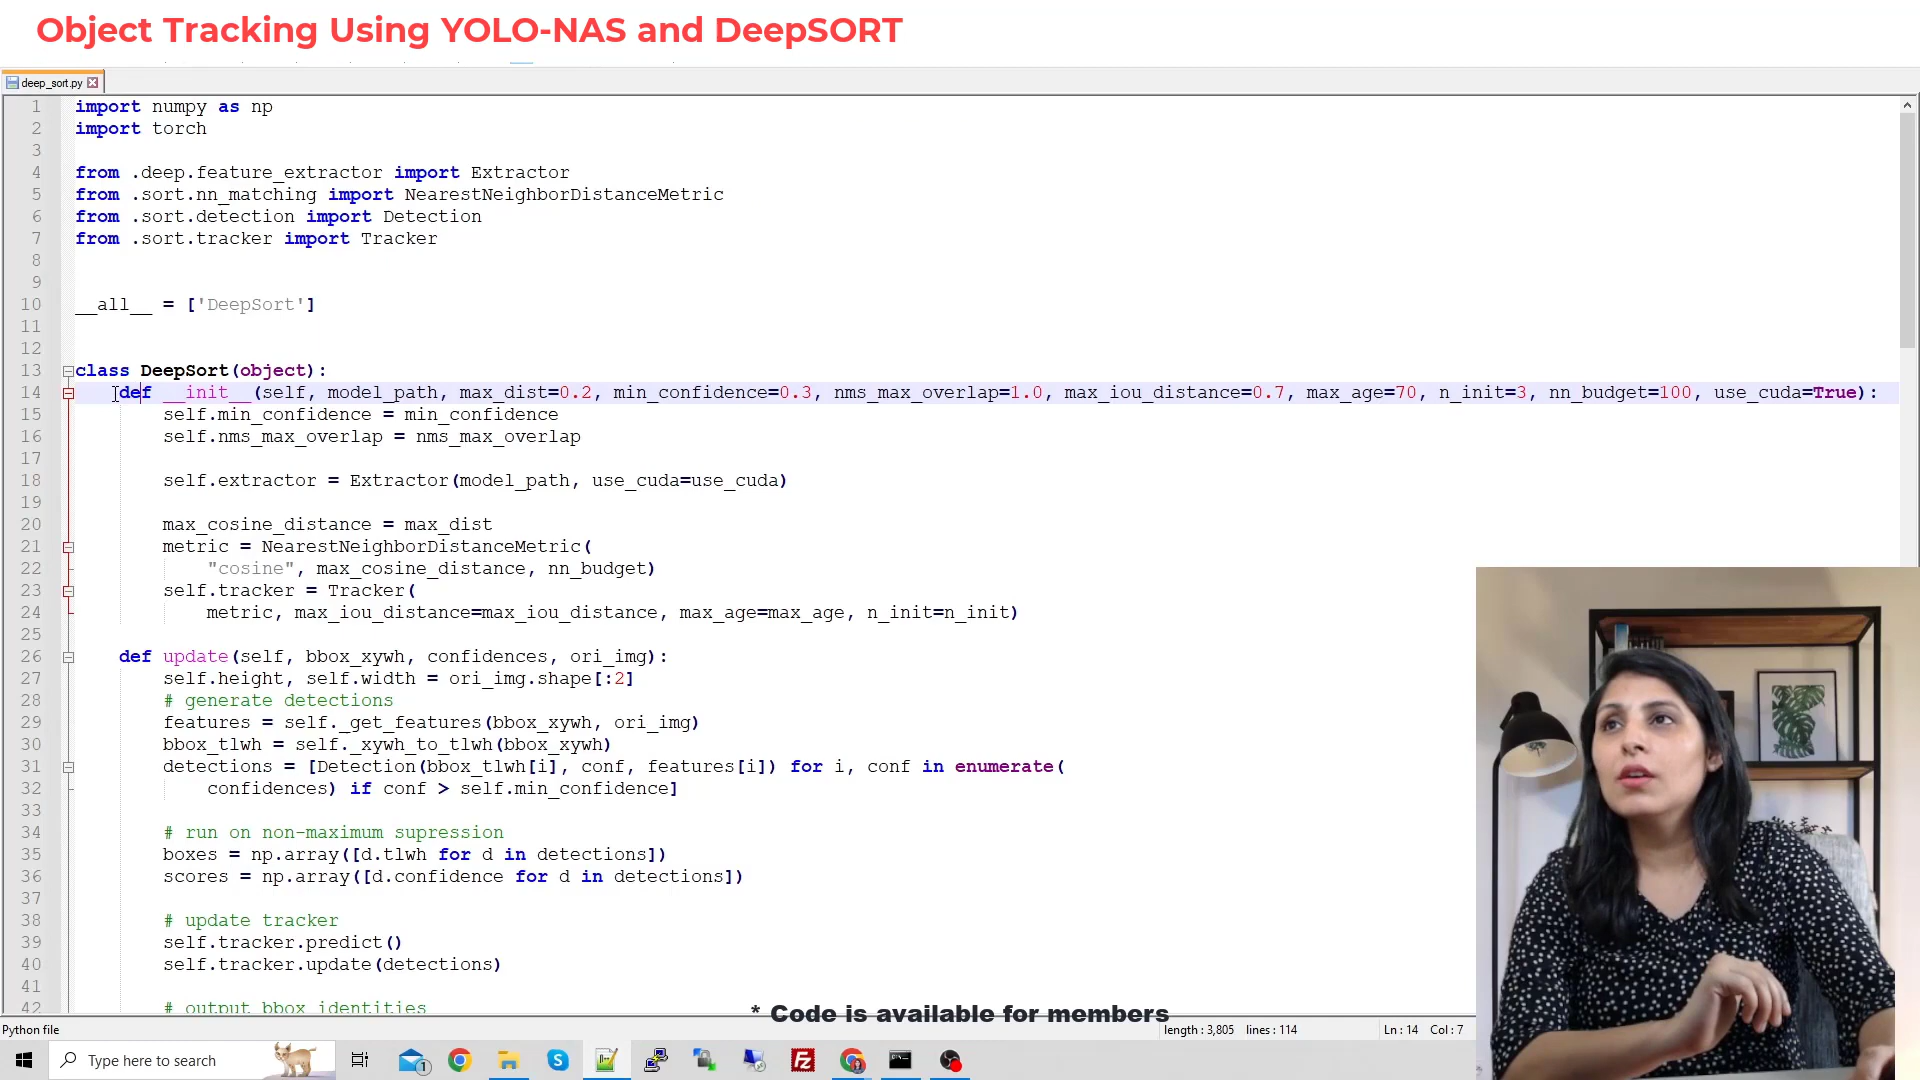 Object Tracking Using YOLO-NAS and DeepSORT
deep_sort.py
1 import numpy as np
2 import torch
3
4 from .deep.feature_extractor import Extractor
5 from .sort.nn_matching import NearestNeighborDistanceMetric
6 from .sort.detection import Detection
7 from .sort.tracker import Tracker
8
9
10 __all__ = ['DeepSort']
11
12
13 class DeepSort(object):
14 def __init__(self, model_path, max_dist=0.2, min_confidence=0.3, nms_max_overlap=1.0, max_iou_distance=0.7, max_age=70, n_init=3, nn_budget=100, use_cuda=True):
15 self.min_confidence = min_confidence
16 self.nms_max_overlap = nms_max_overlap
17
18 self.extractor = Extractor(model_path, use_cuda=use_cuda)
19
20 max_cosine_distance = max_dist
21 metric = NearestNeighborDistanceMetric(
22 "cosine", max_cosine_distance, nn_budget)
23 self.tracker = Tracker(
24 metric, max_iou_distance=max_iou_distance, max_age=max_age, n_init=n_init)
25
26 def update(self, bbox_xywh, confidences, ori_img):
27 self.height, self.width = ori_img.shape[:2]
28 # generate detections
29 features = self._get_features(bbox_xywh, ori_img)
30 bbox_tlwh = self._xywh_to_tlwh(bbox_xywh)
31 detections = [Detection(bbox_tlwh[i], conf, features[i]) for i, conf in enumerate(
32 confidences) if conf > self.min_confidence]
33
34 # run on non-maximum supression
35 boxes = np.array([d.tlwh for d in detections])
36 scores = np.array([d.confidence for d in detections])
37
38 # update tracker
39 self.tracker.predict()
40 self.tracker.update(detections)
41
42 # output bbox identities
* Code is available for members
Python file length : 3,805 lines : 114 Ln : 14 Col : 7
Type here to search